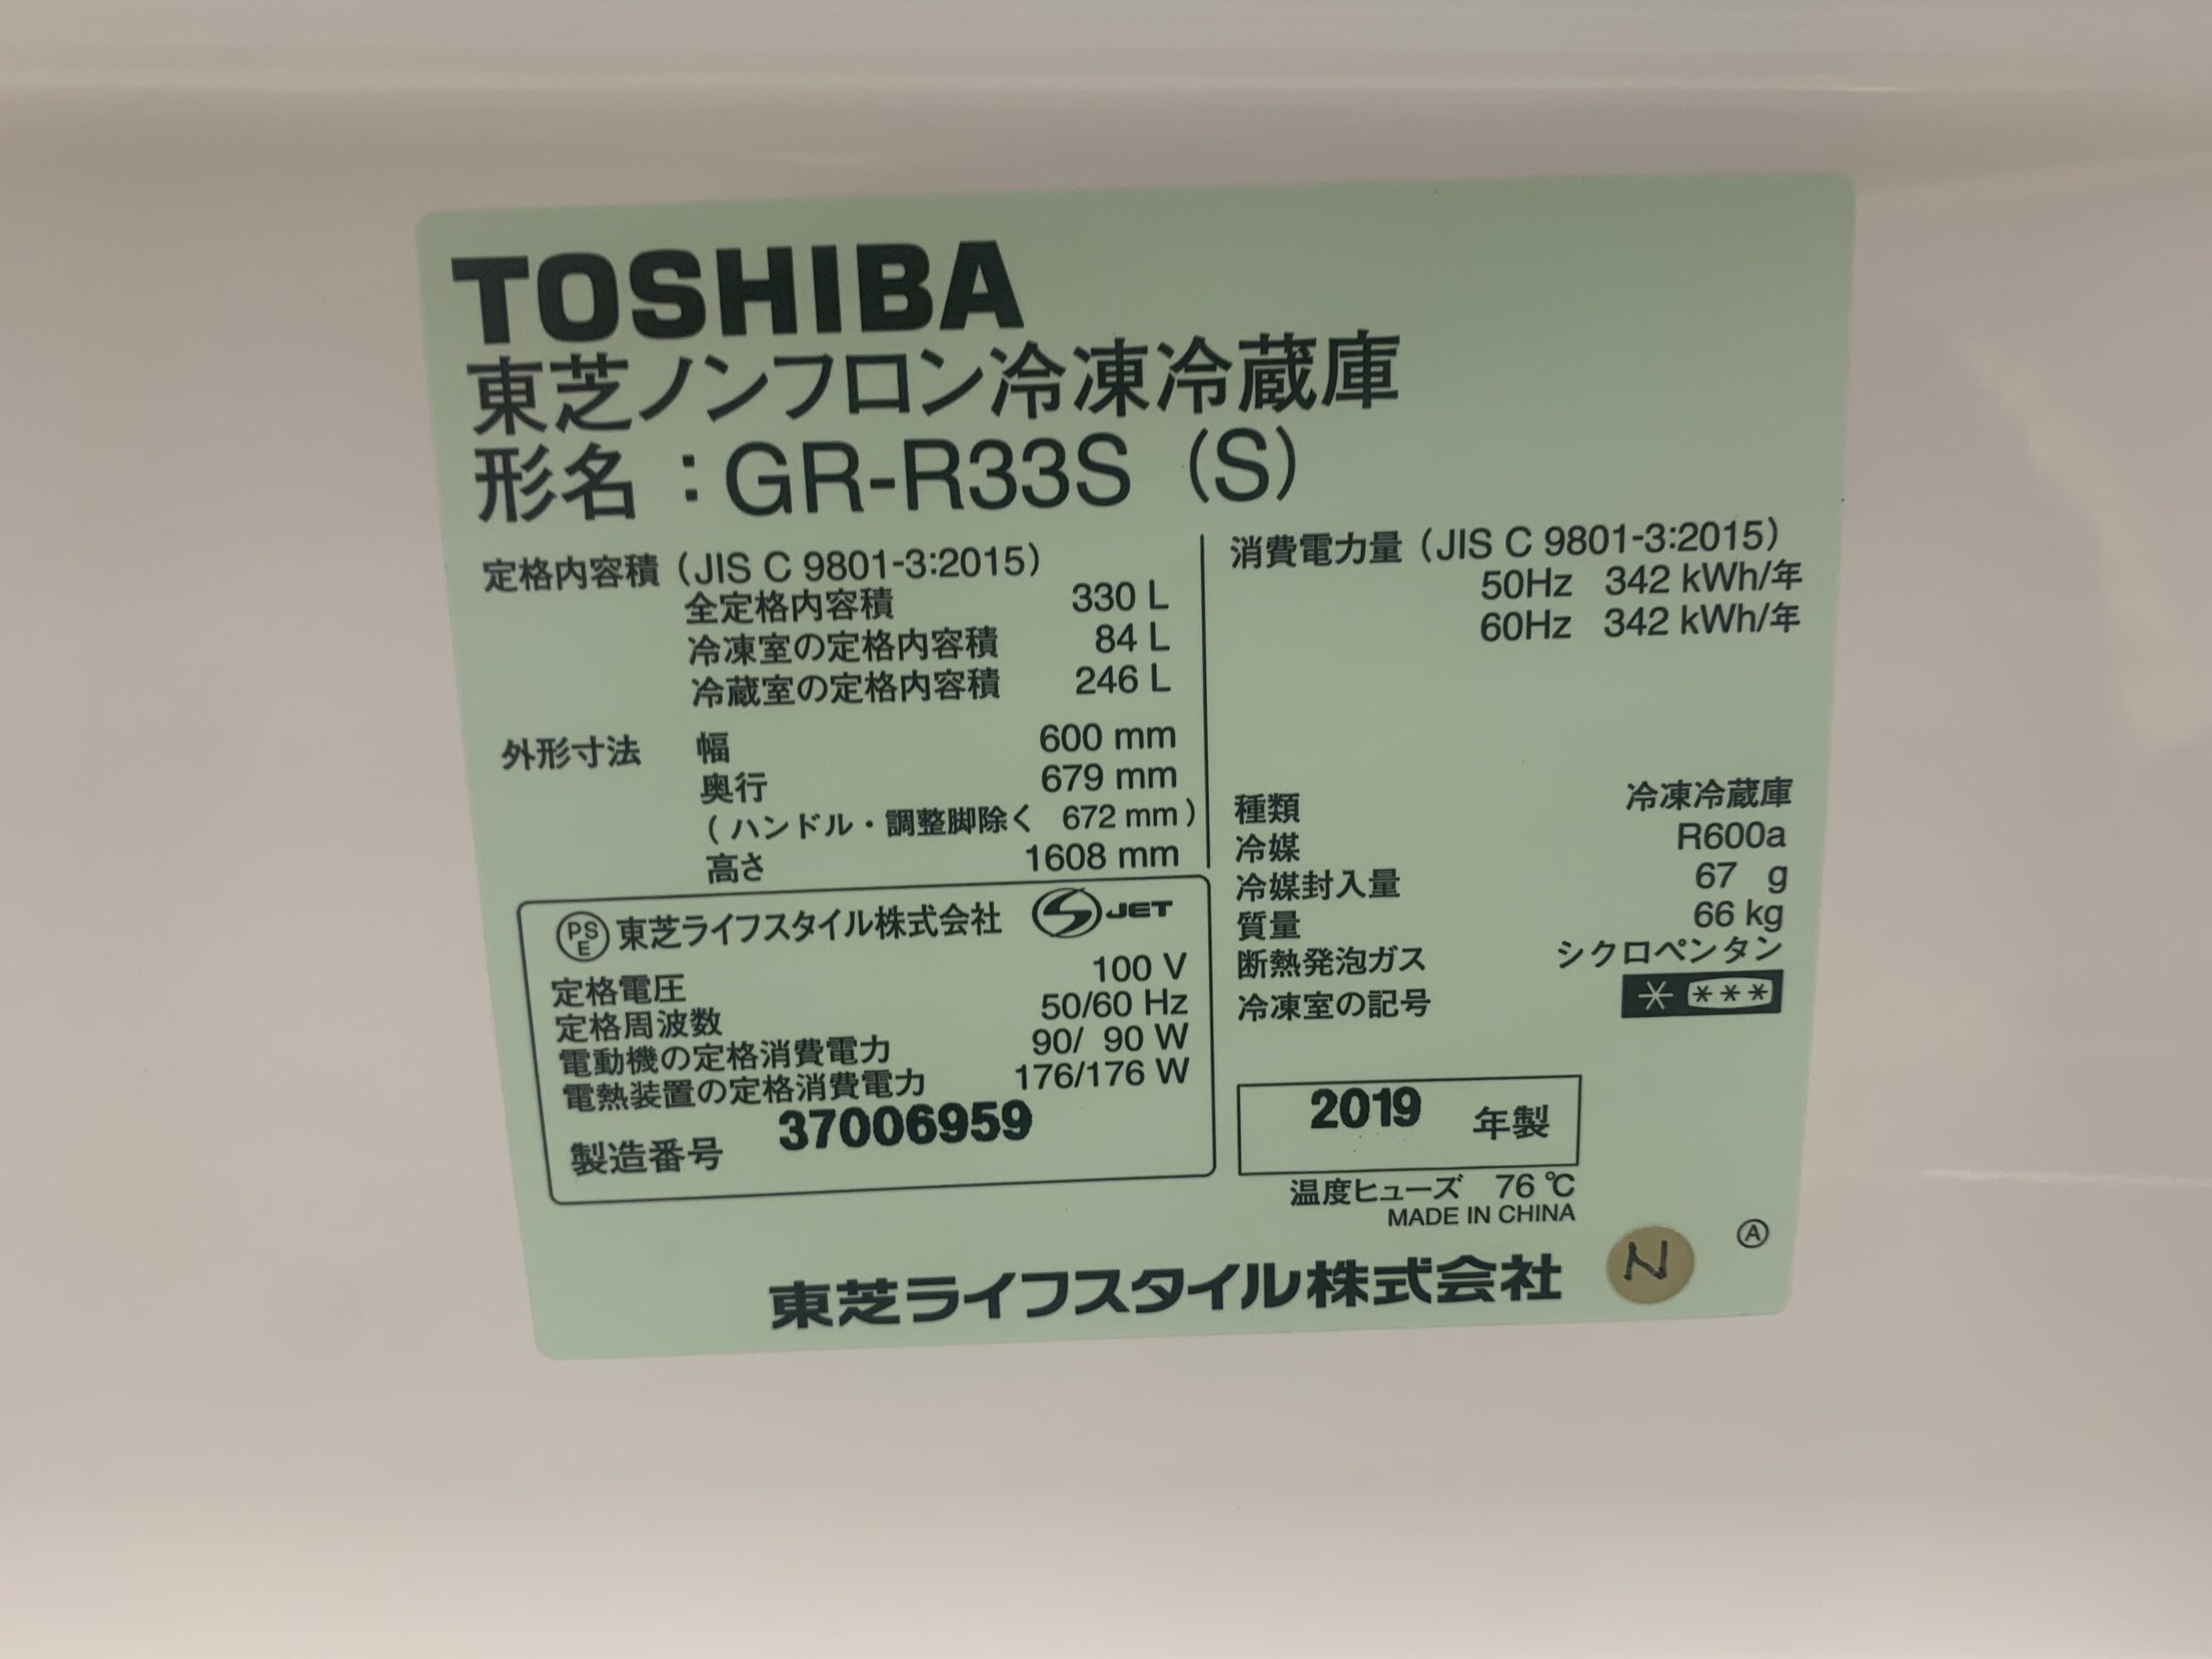 TOSHIBA
東芝ノンフロン冷凍冷蔵庫
形名：GR-R33S（S）
定格内容積（JIS C 9801-3:2015）
全定格内容積 330 L
冷凍室の定格内容積 84 L
冷蔵室の定格内容積 246 L
外形寸法 幅 600 mm
奥行 679 mm
（ハンドル・調整脚除く 672 mm）
高さ 1608 mm
PSE 東芝ライフスタイル株式会社 S JET
定格電圧 100 V
定格周波数 50/60 Hz
電動機の定格消費電力 90/ 90 W
電熱装置の定格消費電力 176/176 W
製造番号 37006959
消費電力量（JIS C 9801-3:2015）
50Hz 342 kWh/年
60Hz 342 kWh/年
種類 冷凍冷蔵庫
冷媒 R600a
冷媒封入量 67 g
質量 66 kg
断熱発泡ガス シクロペンタン
冷凍室の記号 * ***
2019 年製
温度ヒューズ 76 ℃
MADE IN CHINA
東芝ライフスタイル株式会社 N Ⓐ